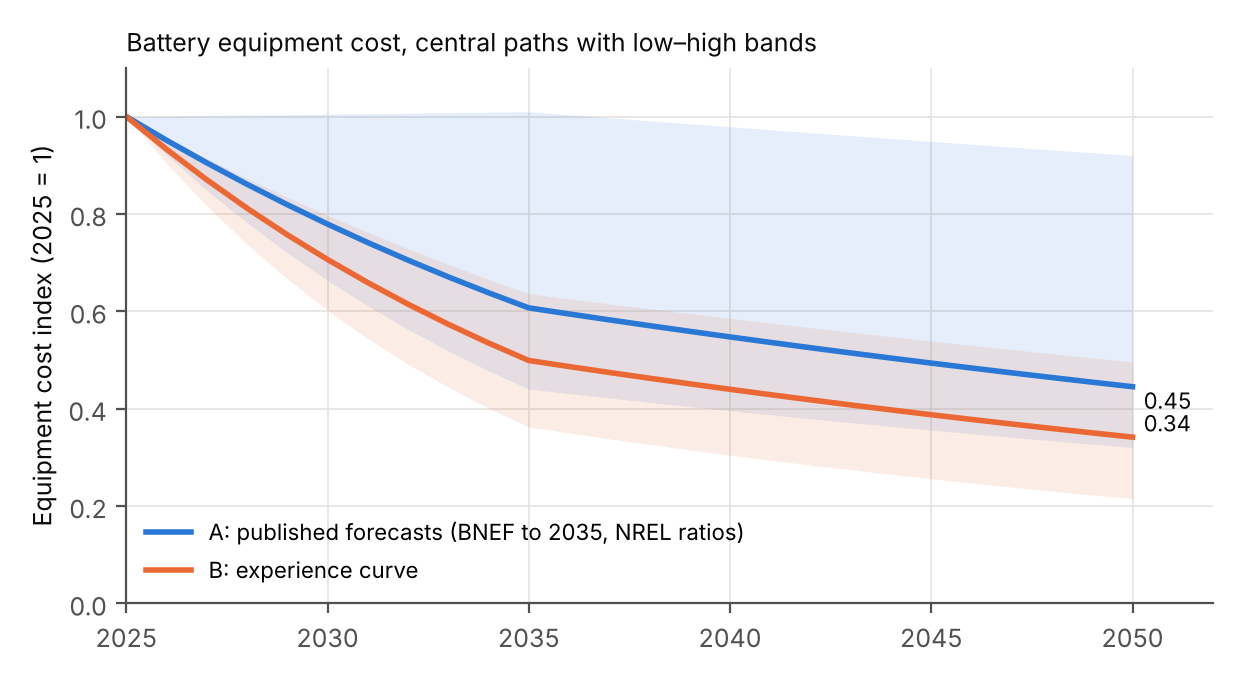 Battery equipment cost, central paths with low–high bands
Equipment cost index (2025 = 1)
1.0
0.8
0.6
0.4
0.2
0.0
0.45
0.34
A: published forecasts (BNEF to 2035, NREL ratios)
B: experience curve
2025 2030 2035 2040 2045 2050